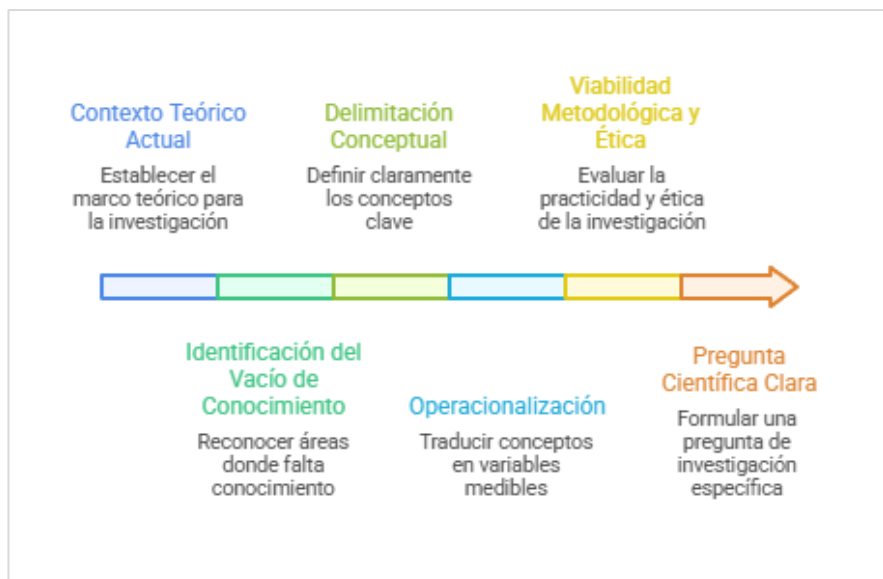 Contexto Teórico
Actual
Establecer el
marco teórico para
la investigación
Delimitación
Conceptual
Definir claramente
los conceptos
clave
Viabilidad
Metodológica y
Ética
Evaluar la
practicidad y ética
de la investigación
Identificación del
Vacío de
Conocimiento
Reconocer áreas
donde falta
conocimiento
Operacionalización
Traducir conceptos
en variables
medibles
Pregunta
Científica Clara
Formular una
pregunta de
investigación
específica